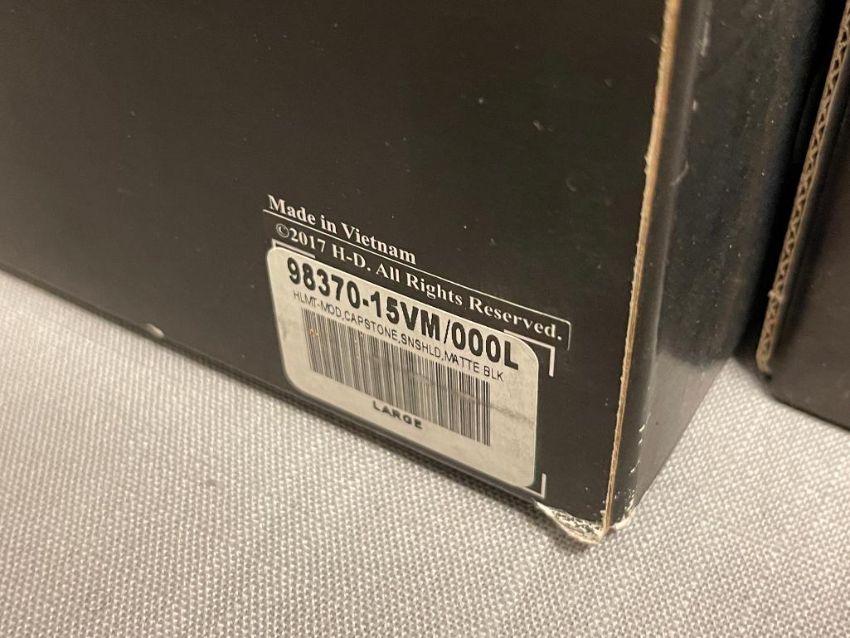 Made in Vietnam
©2017 H-D. All Rights Reserved.
98370-15VM/000L
HLMT-MOD,CAPSTONE,SNSHLD,MATTE BLK
LARGE